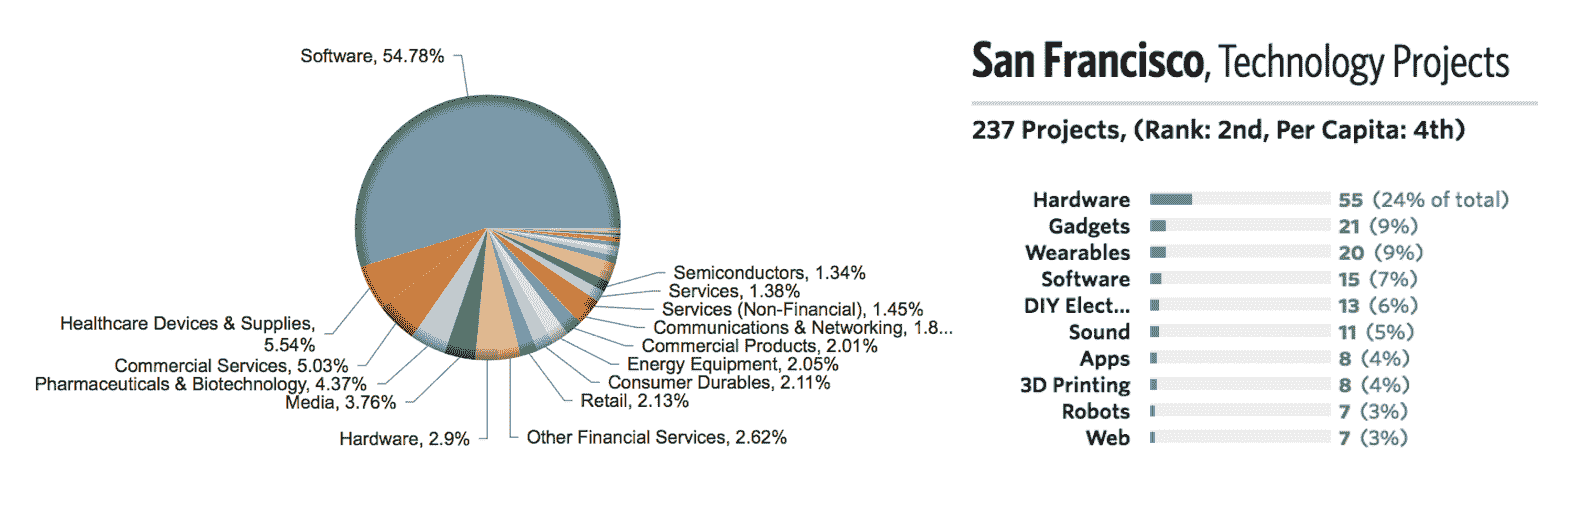 Software, 54.78%
Semiconductors, 1.34%
Services, 1.38%
Services (Non-Financial), 1.45%
Communications & Networking, 1.8...
Commercial Products, 2.01%
Energy Equipment, 2.05%
Consumer Durables, 2.11%
Retail, 2.13%
Other Financial Services, 2.62%
Hardware, 2.9%
Media, 3.76%
Pharmaceuticals & Biotechnology, 4.37%
Commercial Services, 5.03%
Healthcare Devices & Supplies,
5.54%
San Francisco, Technology Projects
237 Projects, (Rank: 2nd, Per Capita: 4th)
Hardware 55 (24% of total)
Gadgets 21 (9%)
Wearables 20 (9%)
Software 15 (7%)
DIY Elect... 13 (6%)
Sound 11 (5%)
Apps 8 (4%)
3D Printing 8 (4%)
Robots 7 (3%)
Web 7 (3%)